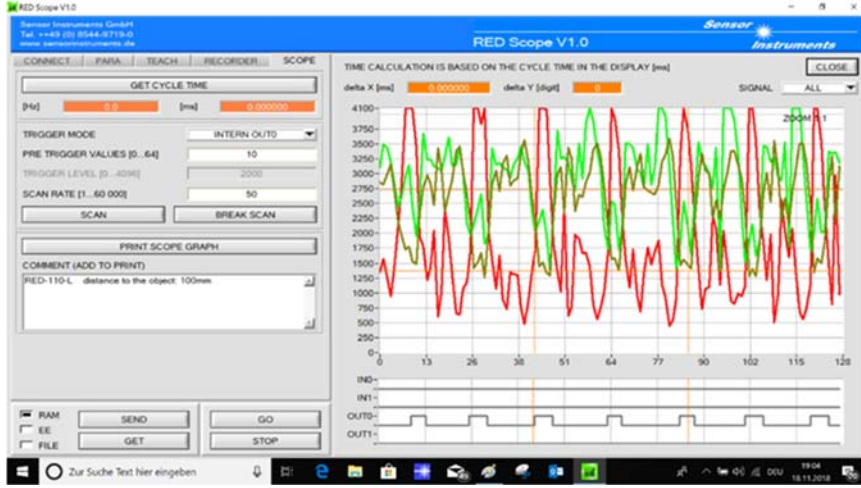 RED Scope V1.0
Sensor Instruments GmbH
Tel. ++49 (0) 8544-9719-0
www.sensorinstruments.de
RED Scope V1.0
Sensor
Instruments
CONNECT PARA TEACH RECORDER SCOPE
GET CYCLE TIME
[Hz] 0.0 [ms] 0.000000
TRIGGER MODE INTERN OUT0
PRE TRIGGER VALUES [0...64] 10
TRIGGER LEVEL [0...4096] 2000
SCAN RATE [1...60 000] 50
SCAN BREAK SCAN
PRINT SCOPE GRAPH
COMMENT (ADD TO PRINT)
RED-110-L distance to the object: 100mm
RAM
EE
FILE
SEND GO
GET STOP
TIME CALCULATION IS BASED ON THE CYCLE TIME IN THE DISPLAY [ms]
CLOSE
delta X [ms] 0.000000 delta Y [digit] 0 SIGNAL ALL
ZOOM 1:1
4100
3750
3500
3250
3000
2750
2500
2250
2000
1750
1500
1250
1000
750
500
250
0
0 13 26 38 51 64 77 90 102 115 128
IN0
IN1
OUT0
OUT1
Zur Suche Text hier eingeben
DEU
19:04
18.11.2018